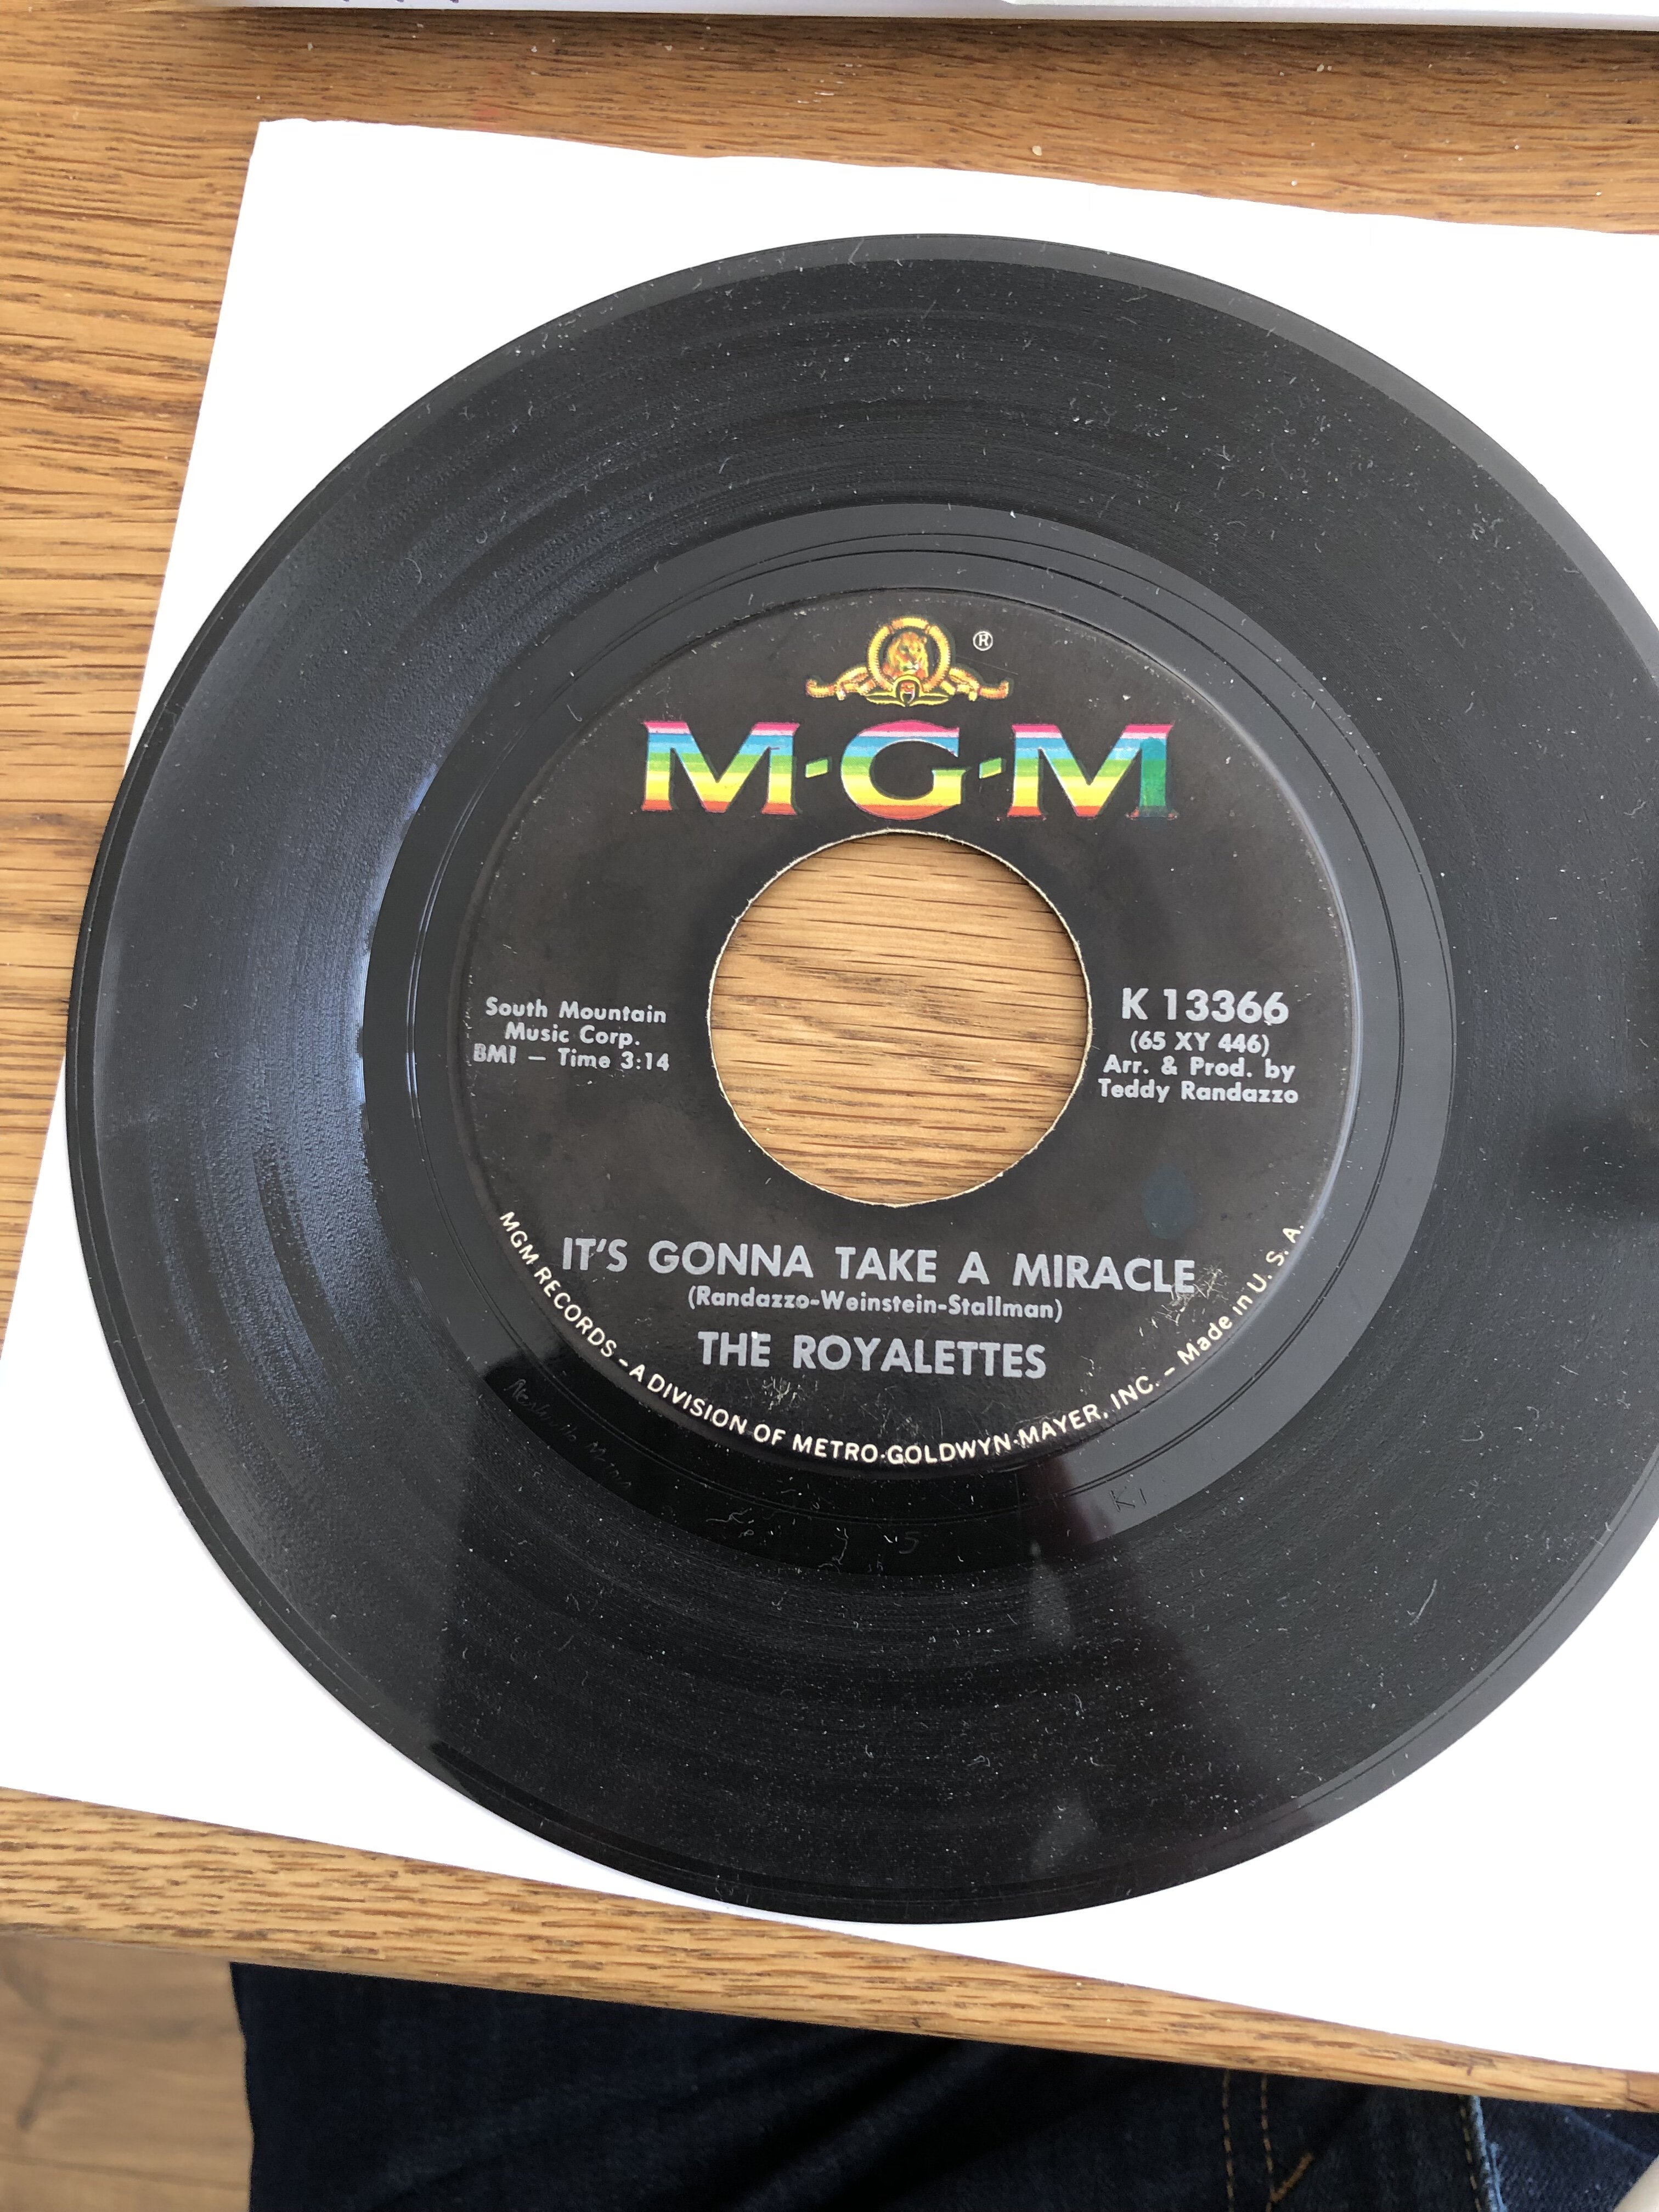 ®
M-G-M
South Mountain
Music Corp.
BMI — Time 3:14
K 13366
(65 XY 446)
Arr. & Prod. by
Teddy Randazzo
IT'S GONNA TAKE A MIRACLE
(Randazzo-Weinstein-Stallman)
THE ROYALETTES
MGM RECORDS – A DIVISION OF METRO-GOLDWYN-MAYER, INC. – Made in U. S. A.